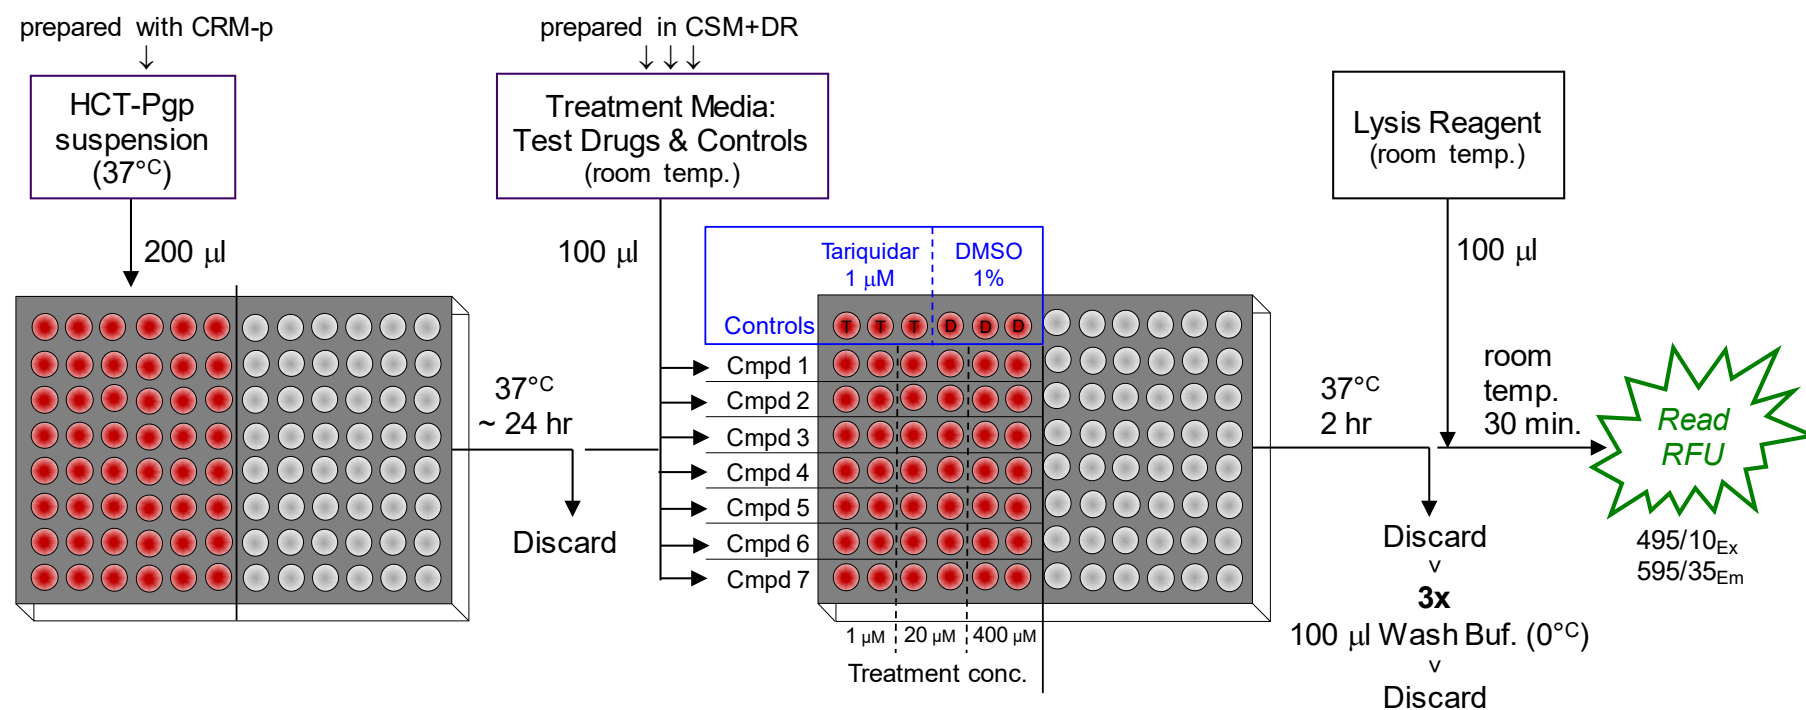 prepared with CRM-p
↓
HCT-Pgp
suspension
(37°C)
200 μl
37°C
~ 24 hr
Discard
prepared in CSM+DR
↓ ↓ ↓
Treatment Media:
Test Drugs & Controls
(room temp.)
100 μl
Tariquidar
1 μM
DMSO
1%
Controls
T T T D D D
Cmpd 1
Cmpd 2
Cmpd 3
Cmpd 4
Cmpd 5
Cmpd 6
Cmpd 7
1 μM 20 μM 400 μM
Treatment conc.
37°C
2 hr
Discard
v
3x
100 μl Wash Buf. (0°C)
v
Discard
Lysis Reagent
(room temp.)
100 μl
room
temp.
30 min.
Read
RFU
495/10Ex
595/35Em